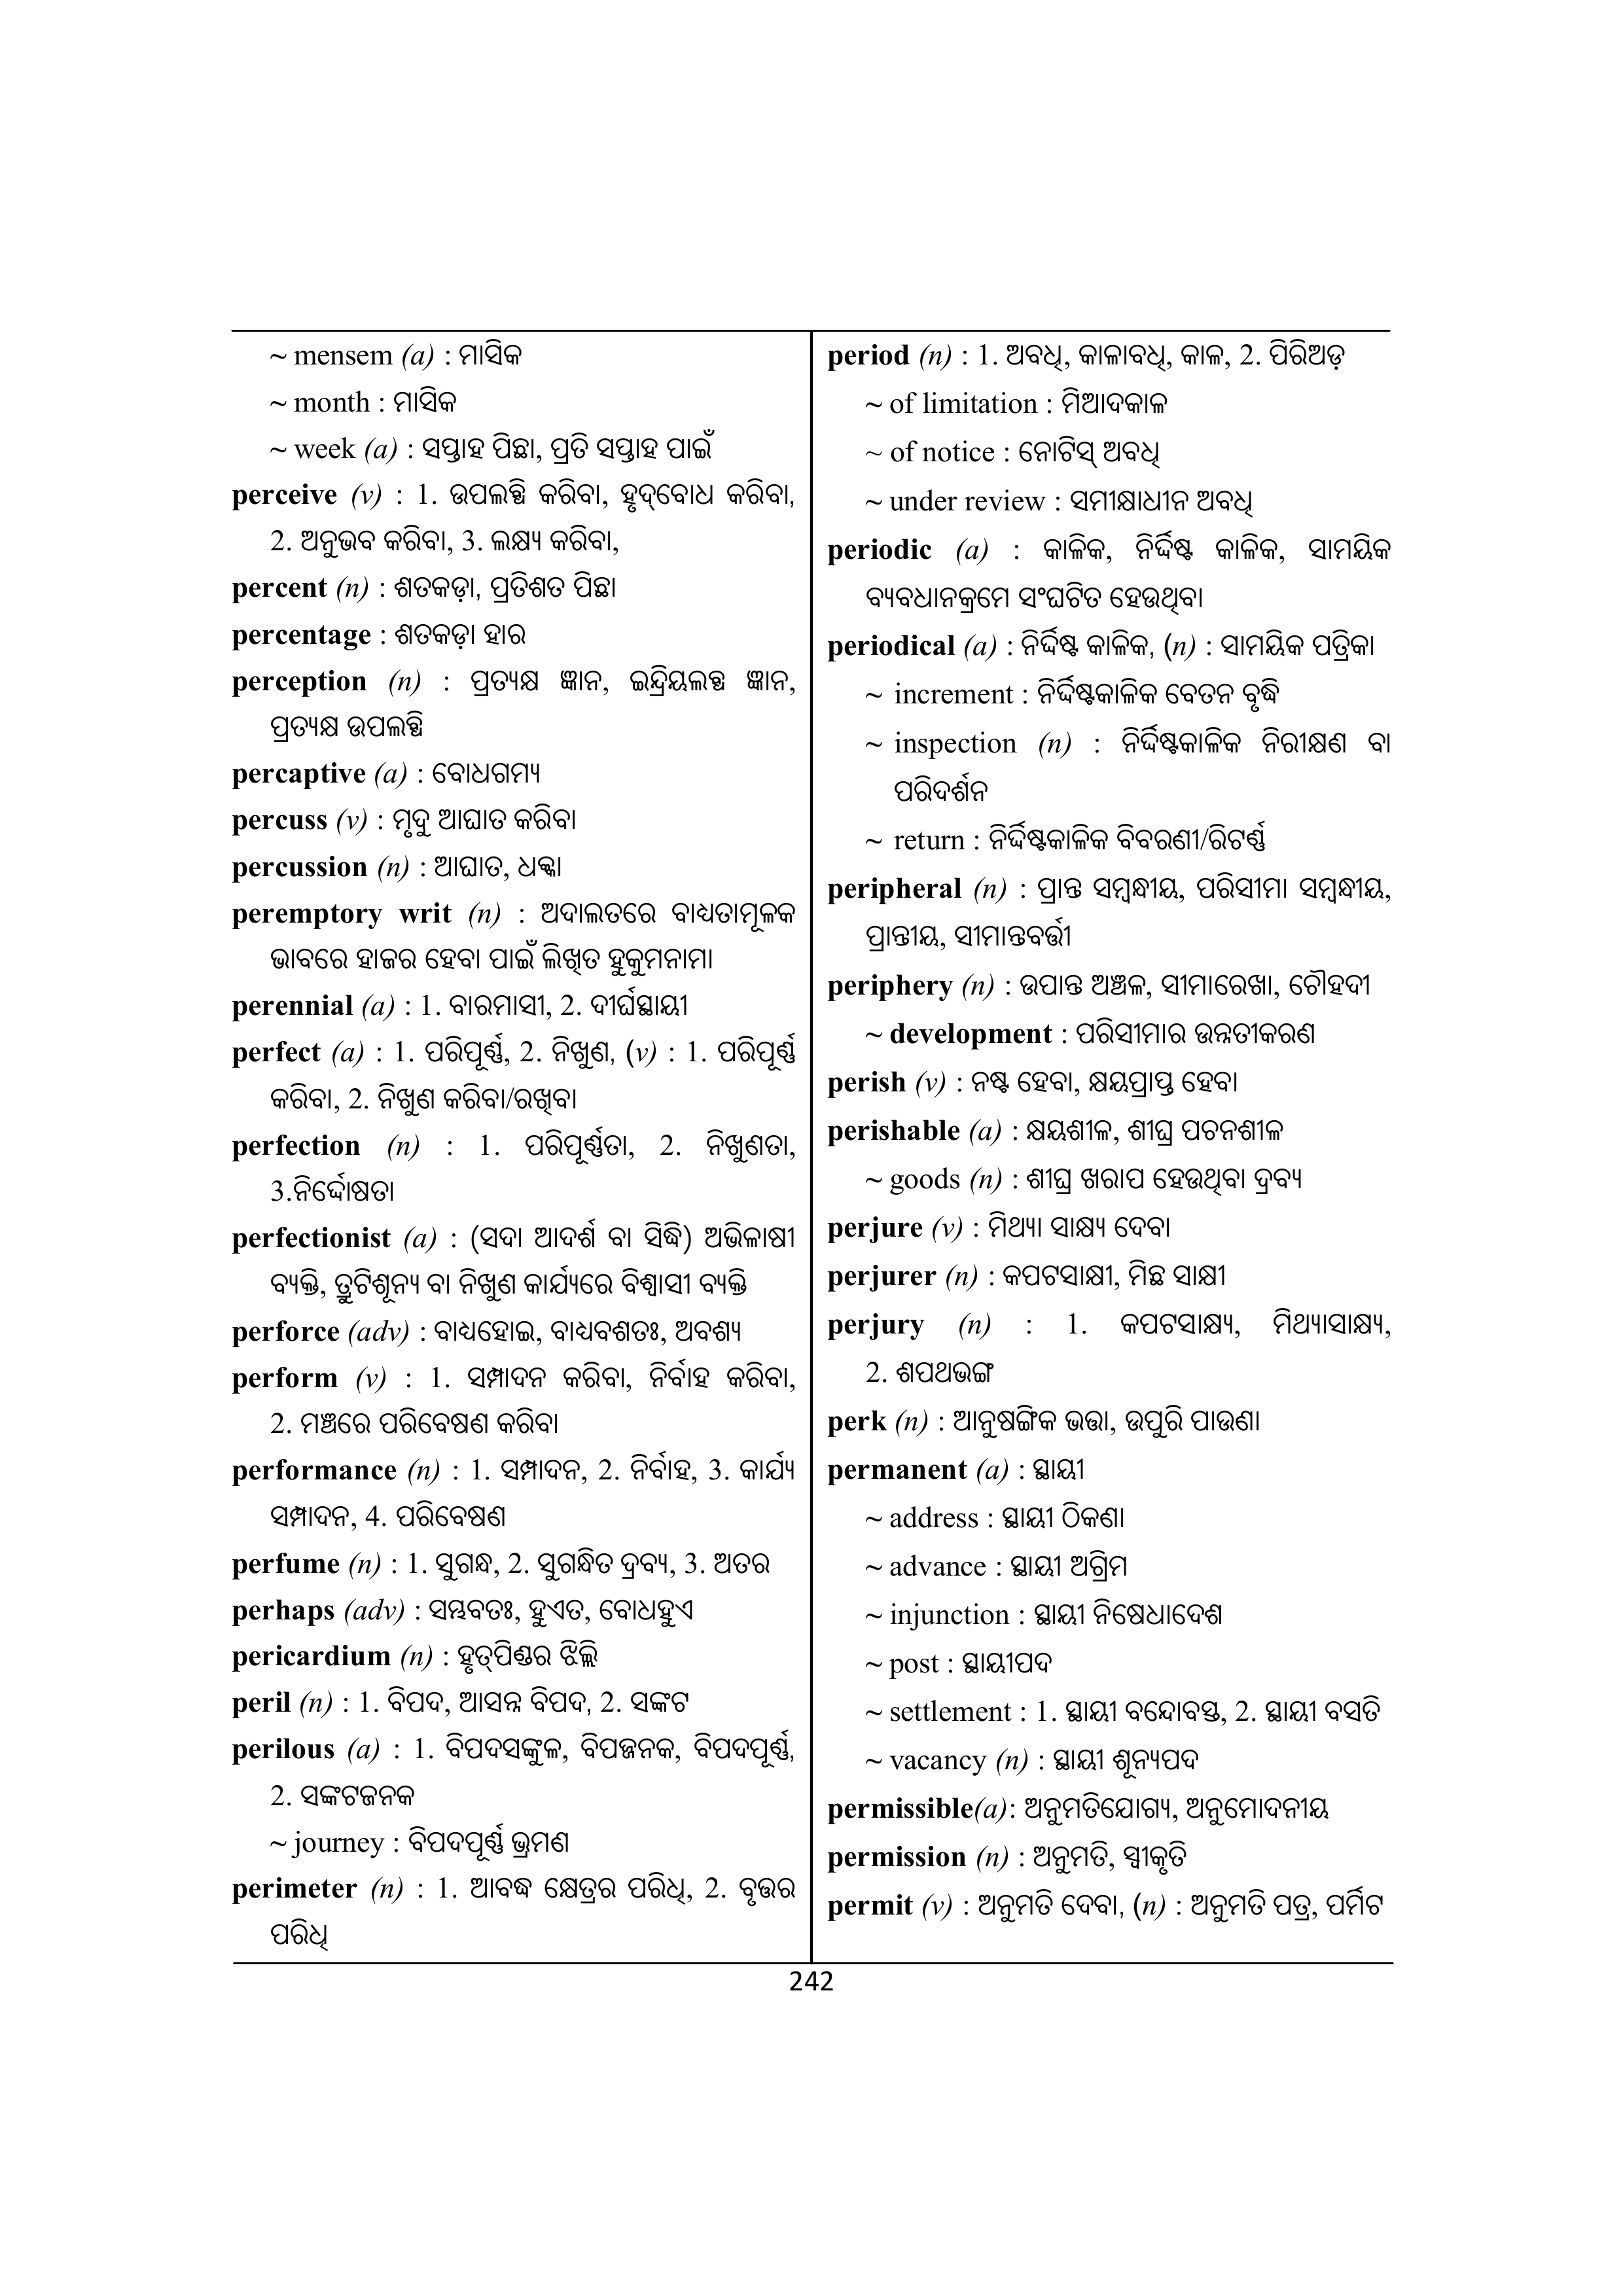 ~ mensem (a) : ମାସିକ
~ month : ମାସିକ
~ week (a) : ସପ୍ତାହ ପିଛା, ପ୍ରତି ସପ୍ତାହ ପାଇଁ
perceive (v) : 1. ଉପଲବ୍ଧି କରିବା, ହୃଦ୍‌ବୋଧ କରିବା,
2. ଅନୁଭବ କରିବା, 3. ଲକ୍ଷ୍ୟ କରିବା,
percent (n) : ଶତକଡ଼ା, ପ୍ରତିଶତ ପିଛା
percentage : ଶତକଡ଼ା ହାର
perception (n) : ପ୍ରତ୍ୟକ୍ଷ ଜ୍ଞାନ, ଇନ୍ଦ୍ରିୟଲବ୍ଧ ଜ୍ଞାନ,
ପ୍ରତ୍ୟକ୍ଷ ଉପଲବ୍ଧି
percaptive (a) : ବୋଧଗମ୍ୟ
percuss (v) : ମୃଦୁ ଆଘାତ କରିବା
percussion (n) : ଆଘାତ, ଧକ୍କା
peremptory writ (n) : ଅଦାଲତରେ ବାଧ୍ୟତାମୂଳକ
ଭାବରେ ହାଜର ହେବା ପାଇଁ ଲିଖିତ ହୁକୁମନାମା
perennial (a) : 1. ବାରମାସୀ, 2. ଦୀର୍ଘସ୍ଥାୟୀ
perfect (a) : 1. ପରିପୂର୍ଣ୍ଣ, 2. ନିଖୁଣ, (v) : 1. ପରିପୂର୍ଣ୍ଣ
କରିବା, 2. ନିଖୁଣ କରିବା/ରଖିବା
perfection (n) : 1. ପରିପୂର୍ଣ୍ଣତା, 2. ନିଖୁଣତା,
3.ନିର୍ଦ୍ଦୋଷତା
perfectionist (a) : (ସଦା ଆଦର୍ଶ ବା ସିଦ୍ଧି) ଅଭିଳାଷୀ
ବ୍ୟକ୍ତି, ତ୍ରୁଟିଶୂନ୍ୟ ବା ନିଖୁଣ କାର୍ଯ୍ୟରେ ବିଶ୍ୱାସୀ ବ୍ୟକ୍ତି
perforce (adv) : ବାଧ୍ୟହୋଇ, ବାଧ୍ୟବଶତଃ, ଅବଶ୍ୟ
perform (v) : 1. ସମ୍ପାଦନ କରିବା, ନିର୍ବାହ କରିବା,
2. ମଞ୍ଚରେ ପରିବେଷଣ କରିବା
performance (n) : 1. ସମ୍ପାଦନ, 2. ନିର୍ବାହ, 3. କାର୍ଯ୍ୟ
ସମ୍ପାଦନ, 4. ପରିବେଷଣ
perfume (n) : 1. ସୁଗନ୍ଧ, 2. ସୁଗନ୍ଧିତ ଦ୍ରବ୍ୟ, 3. ଅତର
perhaps (adv) : ସମ୍ଭବତଃ, ହୁଏତ, ବୋଧହୁଏ
pericardium (n) : ହୃତ୍‌ପିଣ୍ଡର ଝିଲ୍ଲି
peril (n) : 1. ବିପଦ, ଆସନ୍ନ ବିପଦ, 2. ସଙ୍କଟ
perilous (a) : 1. ବିପଦସଙ୍କୁଳ, ବିପଜନକ, ବିପଦପୂର୍ଣ୍ଣ,
2. ସଙ୍କଟଜନକ
~ journey : ବିପଦପୂର୍ଣ୍ଣ ଭ୍ରମଣ
perimeter (n) : 1. ଆବଦ୍ଧ କ୍ଷେତ୍ରର ପରିଧି, 2. ବୃତ୍ତର
ପରିଧି
period (n) : 1. ଅବଧି, କାଳାବଧି, କାଳ, 2. ପିରିଅଡ଼
~ of limitation : ମିଆଦକାଳ
~ of notice : ନୋଟିସ୍ ଅବଧି
~ under review : ସମୀକ୍ଷାଧୀନ ଅବଧି
periodic (a) : କାଳିକ, ନିର୍ଦ୍ଦିଷ୍ଟ କାଳିକ, ସାମୟିକ
ବ୍ୟବଧାନକ୍ରମେ ସଂଘଟିତ ହେଉଥିବା
periodical (a) : ନିର୍ଦ୍ଦିଷ୍ଟ କାଳିକ, (n) : ସାମୟିକ ପତ୍ରିକା
~ increment : ନିର୍ଦ୍ଦିଷ୍ଟକାଳିକ ବେତନ ବୃଦ୍ଧି
~ inspection (n) : ନିର୍ଦ୍ଦିଷ୍ଟକାଳିକ ନିରୀକ୍ଷଣ ବା
ପରିଦର୍ଶନ
~ return : ନିର୍ଦ୍ଦିଷ୍ଟକାଳିକ ବିବରଣୀ/ରିଟର୍ଣ୍ଣ
peripheral (n) : ପ୍ରାନ୍ତ ସମ୍ବନ୍ଧୀୟ, ପରିସୀମା ସମ୍ବନ୍ଧୀୟ,
ପ୍ରାନ୍ତୀୟ, ସୀମାନ୍ତବର୍ତ୍ତୀ
periphery (n) : ଉପାନ୍ତ ଅଞ୍ଚଳ, ସୀମାରେଖା, ଚୌହଦୀ
~ development : ପରିସୀମାର ଉନ୍ନତୀକରଣ
perish (v) : ନଷ୍ଟ ହେବା, କ୍ଷୟପ୍ରାପ୍ତ ହେବା
perishable (a) : କ୍ଷୟଶୀଳ, ଶୀଘ୍ର ପଚନଶୀଳ
~ goods (n) : ଶୀଘ୍ର ଖରାପ ହେଉଥିବା ଦ୍ରବ୍ୟ
perjure (v) : ମିଥ୍ୟା ସାକ୍ଷ୍ୟ ଦେବା
perjurer (n) : କପଟସାକ୍ଷୀ, ମିଛ ସାକ୍ଷୀ
perjury (n) : 1. କପଟସାକ୍ଷ୍ୟ, ମିଥ୍ୟାସାକ୍ଷ୍ୟ,
2. ଶପଥଭଙ୍ଗ
perk (n) : ଆନୁଷଙ୍ଗିକ ଭତ୍ତା, ଉପୁରି ପାଉଣା
permanent (a) : ସ୍ଥାୟୀ
~ address : ସ୍ଥାୟୀ ଠିକଣା
~ advance : ସ୍ଥାୟୀ ଅଗ୍ରିମ
~ injunction : ସ୍ଥାୟୀ ନିଷେଧାଦେଶ
~ post : ସ୍ଥାୟୀପଦ
~ settlement : 1. ସ୍ଥାୟୀ ବନ୍ଦୋବସ୍ତ, 2. ସ୍ଥାୟୀ ବସତି
~ vacancy (n) : ସ୍ଥାୟୀ ଶୂନ୍ୟପଦ
permissible(a): ଅନୁମତିଯୋଗ୍ୟ, ଅନୁମୋଦନୀୟ
permission (n) : ଅନୁମତି, ସ୍ୱୀକୃତି
permit (v) : ଅନୁମତି ଦେବା, (n) : ଅନୁମତି ପତ୍ର, ପର୍ମିଟ
242